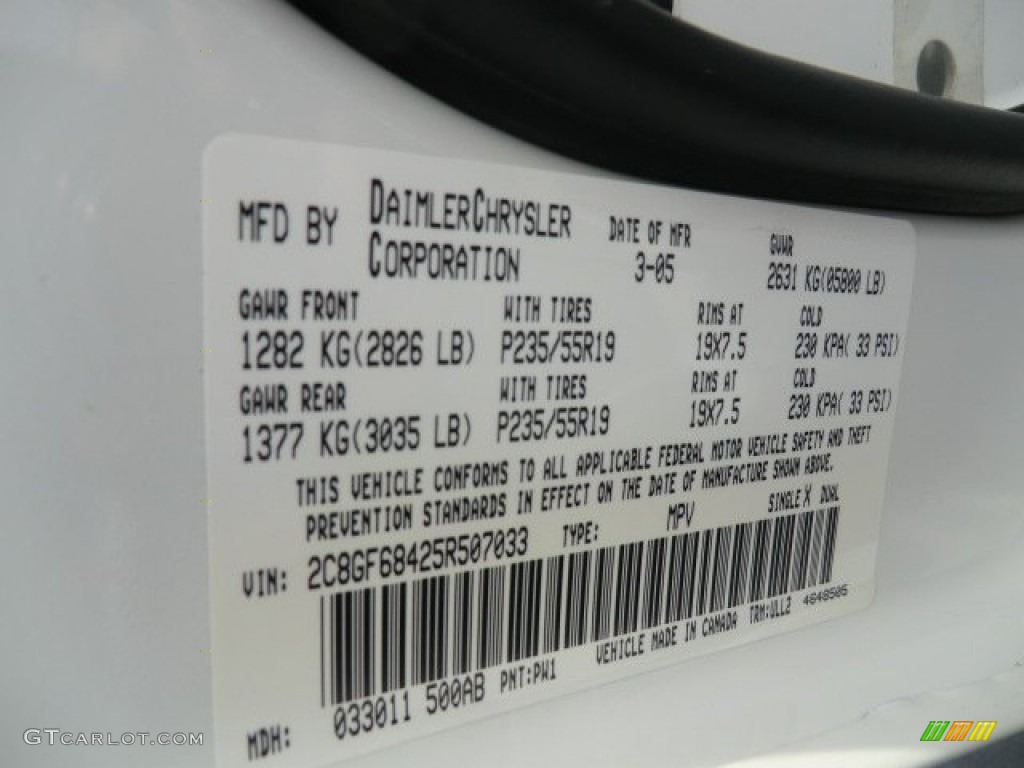 MFD BY DAIMLERCHRYSLER CORPORATION DATE OF MFR 3-05 GVWR 2631 KG(05800 LB)
GAWR FRONT WITH TIRES RIMS AT COLD
1282 KG(2826 LB) P235/55R19 19X7.5 230 KPA( 33 PSI)
GAWR REAR WITH TIRES RIMS AT COLD
1377 KG(3035 LB) P235/55R19 19X7.5 230 KPA( 33 PSI)
THIS VEHICLE CONFORMS TO ALL APPLICABLE FEDERAL MOTOR VEHICLE SAFETY AND THEFT
PREVENTION STANDARDS IN EFFECT ON THE DATE OF MANUFACTURE SHOWN ABOVE.
VIN: 2C8GF68425R507033 TYPE: MPV SINGLE X DUAL
MDH: 033011 500AB PNT:PW1 VEHICLE MADE IN CANADA TRM:ULL2 4648505
GTCARLOT.COM